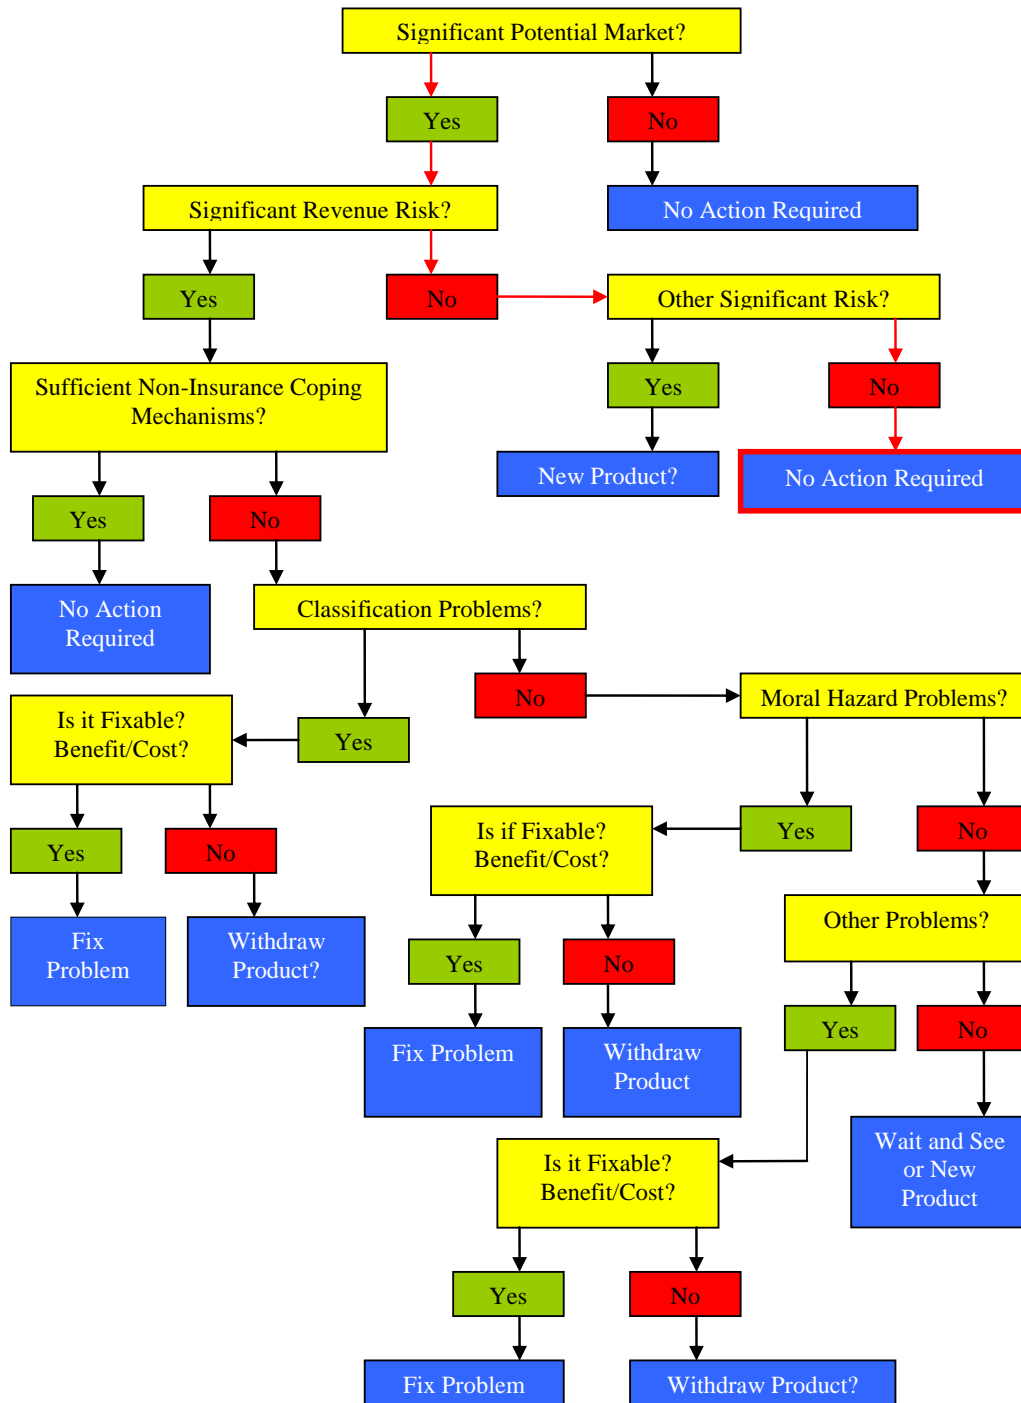 Significant Potential Market?
Yes
No
Significant Revenue Risk?
No Action Required
Yes
No
Other Significant Risk?
Sufficient Non-Insurance Coping
Mechanisms?
Yes
No
New Product?
No Action Required
Yes
No
No Action
Required
Classification Problems?
No
Moral Hazard Problems?
Is it Fixable?
Benefit/Cost?
Yes
Yes
No
Is if Fixable?
Benefit/Cost?
Yes
No
Other Problems?
Fix
Problem
Withdraw
Product?
Yes
No
Yes
No
Fix Problem
Withdraw
Product
Wait and See
or New
Product
Is it Fixable?
Benefit/Cost?
Yes
No
Fix Problem
Withdraw Product?